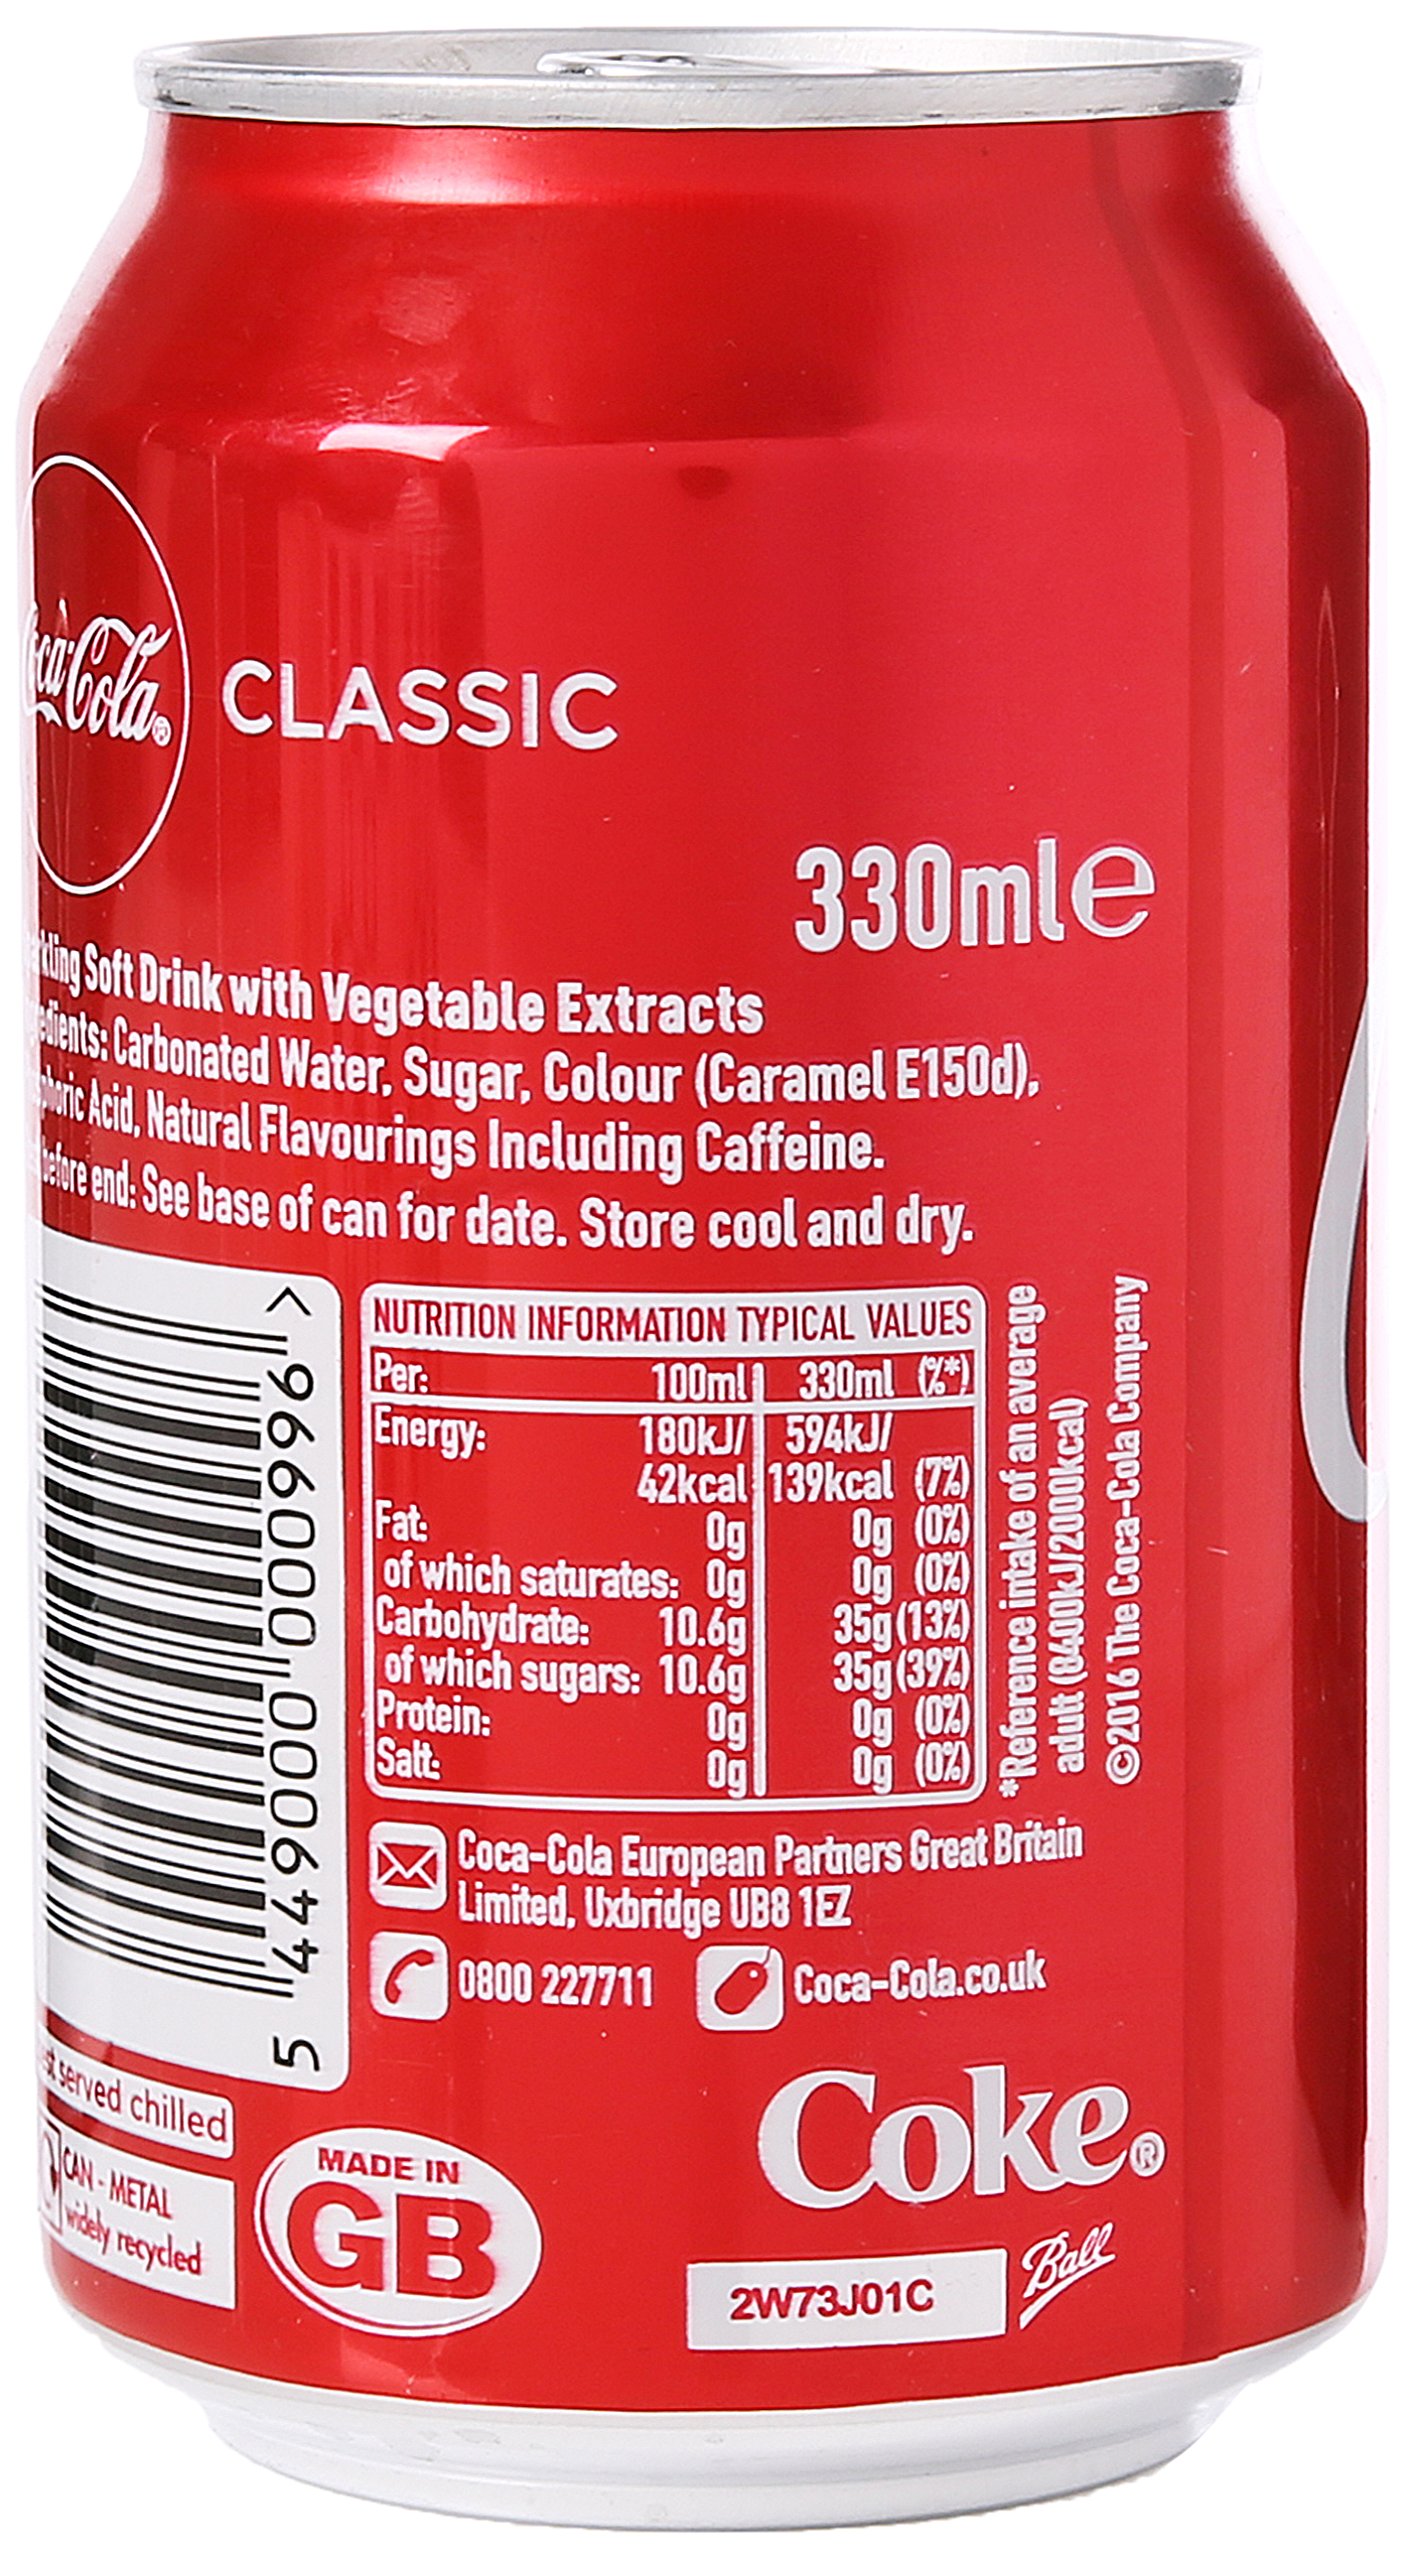 Coca-Cola®
CLASSIC
330ml e
Soft Drink with Vegetable Extracts
Carbonated Water, Sugar, Colour (Caramel E150d),
Acid, Natural Flavourings Including Caffeine.
before end: See base of can for date. Store cool and dry.
NUTRITION INFORMATION TYPICAL VALUES
Per: 100ml 330ml (%*)
Energy: 180kJ/ 594kJ/
42kcal 139kcal (7%)
Fat: 0g 0g (0%)
of which saturates: 0g 0g (0%)
Carbohydrate: 10.6g 35g (13%)
of which sugars: 10.6g 35g (39%)
Protein: 0g 0g (0%)
Salt: 0g 0g (0%)
*Reference intake of an average
adult (8400kJ/2000kcal)
©2016 The Coca-Cola Company
5 449000 000996 >
Coca-Cola European Partners Great Britain
Limited, Uxbridge UB8 1EZ
0800 227711 Coca-Cola.co.uk
served chilled
CAN - METAL
widely recycled
MADE IN
GB
Coke®
2W73J01C
Ball